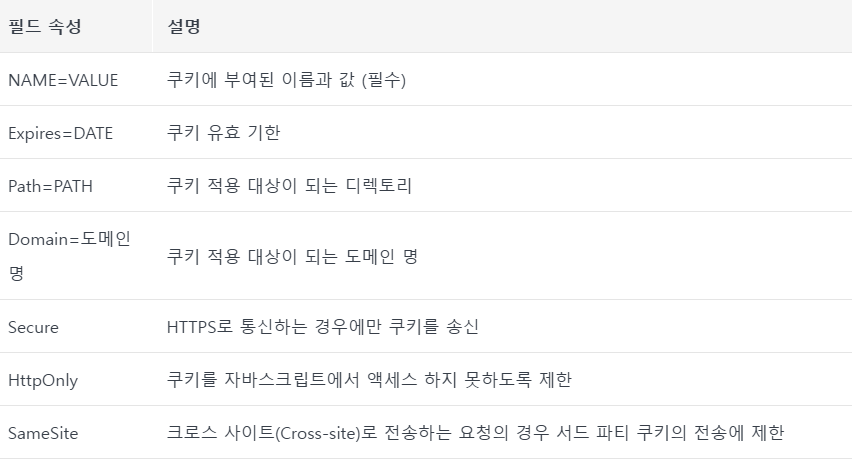 필드 속성 설명
NAME=VALUE 쿠키에 부여된 이름과 값 (필수)
Expires=DATE 쿠키 유효 기한
Path=PATH 쿠키 적용 대상이 되는 디렉토리
Domain=도메인
명 쿠키 적용 대상이 되는 도메인 명
Secure HTTPS로 통신하는 경우에만 쿠키를 송신
HttpOnly 쿠키를 자바스크립트에서 액세스 하지 못하도록 제한
SameSite 크로스 사이트(Cross-site)로 전송하는 요청의 경우 서드 파티 쿠키의 전송에 제한